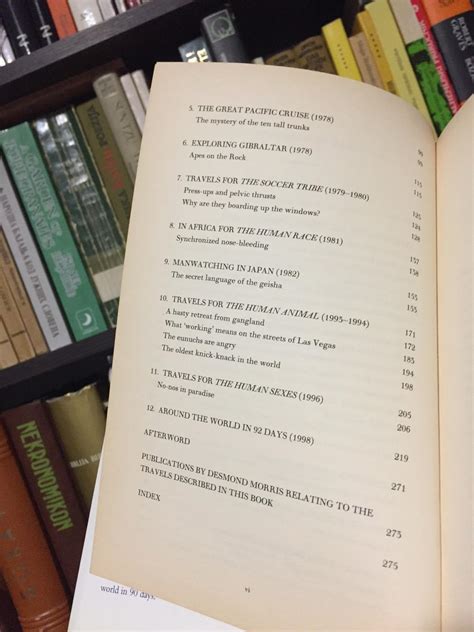 5. THE GREAT PACIFIC CRUISE (1978) 95
The mystery of the ten tall trunks 95
6. EXPLORING GIBRALTAR (1978) 115
Apes on the Rock 115
7. TRAVELS FOR THE SOCCER TRIBE (1979–1980)
Press-ups and pelvic thrusts 124
Why are they boarding up the windows? 128
8. IN AFRICA FOR THE HUMAN RACE (1981)
Synchronized nose-bleeding
9. MANWATCHING IN JAPAN (1982) 155
The secret language of the geisha 155
10. TRAVELS FOR THE HUMAN ANIMAL (1993–1994) 171
A hasty retreat from gangland 172
What 'working' means on the streets of Las Vegas 185
The eunuchs are angry 194
The oldest knick-knack in the world 198
11. TRAVELS FOR THE HUMAN SEXES (1996) 205
No-nos in paradise 206
12. AROUND THE WORLD IN 92 DAYS (1998) 219
AFTERWORD 271
PUBLICATIONS BY DESMOND MORRIS RELATING TO THE
TRAVELS DESCRIBED IN THIS BOOK 273
INDEX 275
vi
world in 90 days.
NEKRONOMIKON
ROBERT
GRAVES